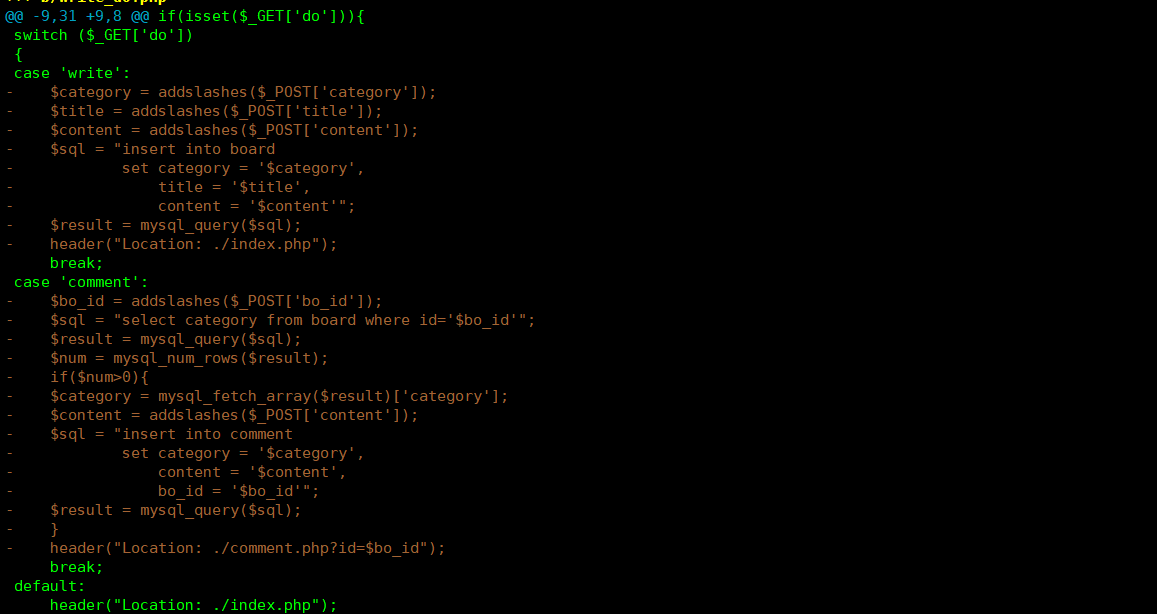 +++ b/write_do.php
@@ -9,31 +9,8 @@ if(isset($_GET['do'])){
 switch ($_GET['do'])
 {
 case 'write':
-    $category = addslashes($_POST['category']);
-    $title = addslashes($_POST['title']);
-    $content = addslashes($_POST['content']);
-    $sql = "insert into board
-            set category = '$category',
-                title = '$title',
-                content = '$content'";
-    $result = mysql_query($sql);
-    header("Location: ./index.php");
     break;
 case 'comment':
-    $bo_id = addslashes($_POST['bo_id']);
-    $sql = "select category from board where id='$bo_id'";
-    $result = mysql_query($sql);
-    $num = mysql_num_rows($result);
-    if($num>0){
-    $category = mysql_fetch_array($result)['category'];
-    $content = addslashes($_POST['content']);
-    $sql = "insert into comment
-            set category = '$category',
-                content = '$content',
-                bo_id = '$bo_id'";
-    $result = mysql_query($sql);
-    }
-    header("Location: ./comment.php?id=$bo_id");
     break;
 default:
     header("Location: ./index.php");